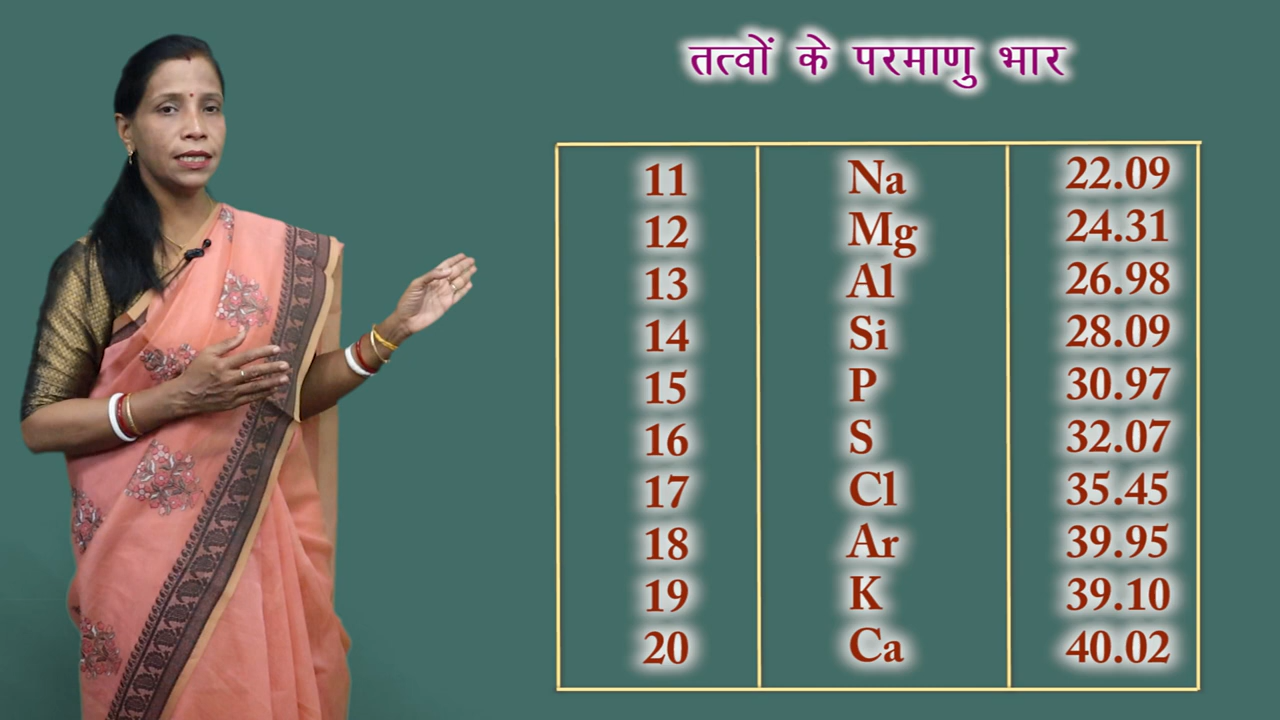 तत्वों के परमाणु भार
11 Na 22.09
12 Mg 24.31
13 Al 26.98
14 Si 28.09
15 P 30.97
16 S 32.07
17 Cl 35.45
18 Ar 39.95
19 K 39.10
20 Ca 40.02